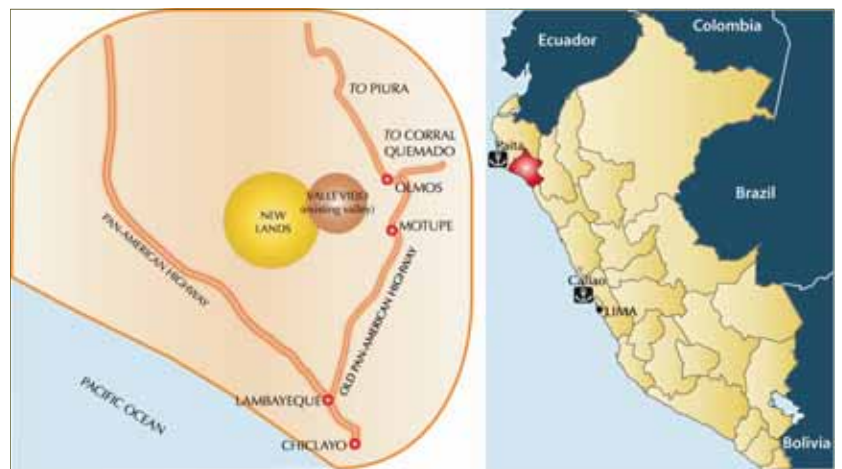 TO PIURA
TO CORRAL
QUEMADO
OLMOS
VALLE VIEJO
(existing valley)
NEW
LANDS
MOTUPE
PAN-AMERICAN HIGHWAY
OLD PAN-AMERICAN HIGHWAY
PACIFIC OCEAN
LAMBAYEQUE
CHICLAYO
Ecuador
Colombia
Paita
Brazil
Callao
LIMA
Bolivia